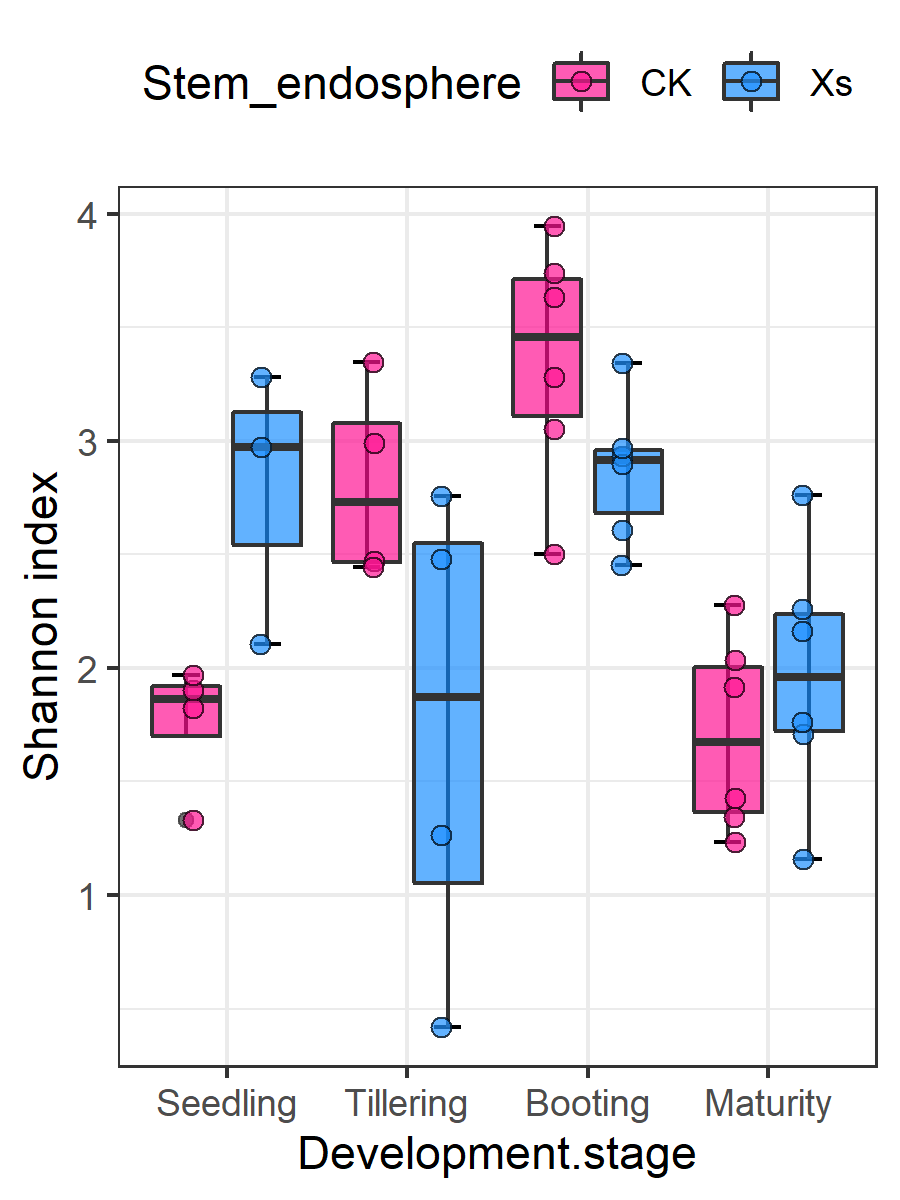 Stem_endosphere CK Xs
4
3
2
1
Shannon index
Seedling Tillering Booting Maturity
Development.stage